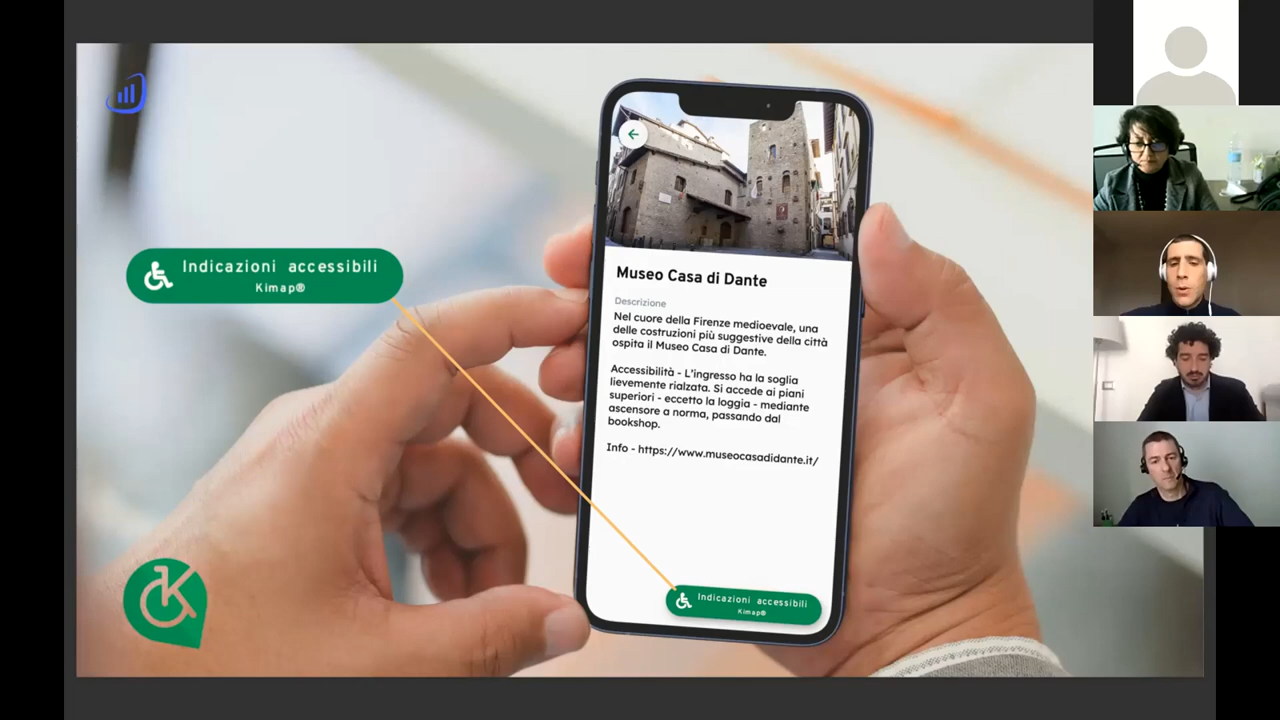 Indicazioni accessibili
Kimap®
Museo Casa di Dante
Descrizione
Nel cuore della Firenze medioevale, una
delle costruzioni più suggestive della città
ospita il Museo Casa di Dante.
Accessibilità - L'ingresso ha la soglia
lievemente rialzata. Si accede ai piani
superiori - eccetto la loggia - mediante
ascensore a norma, passando dal
bookshop.
Info - https://www.museocasadidante.it/
Indicazioni accessibili
Kimap®
K